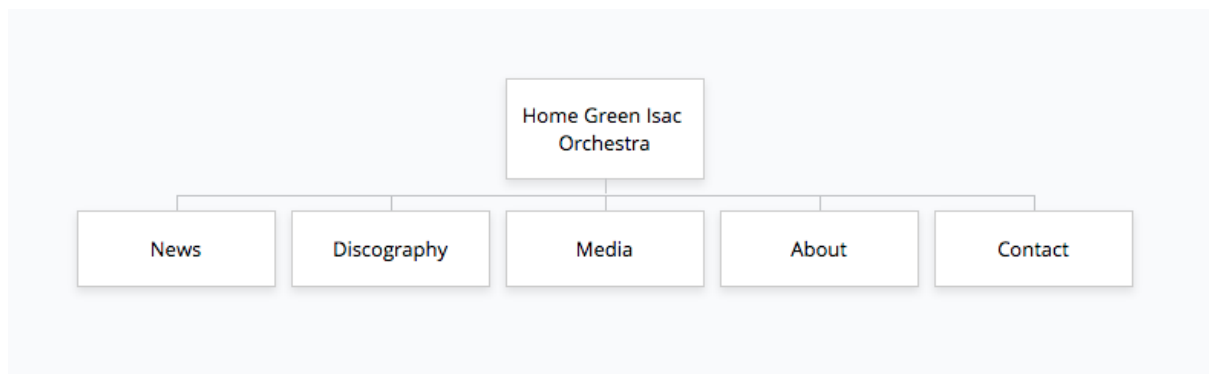 Home Green Isac
Orchestra
News
Discography
Media
About
Contact